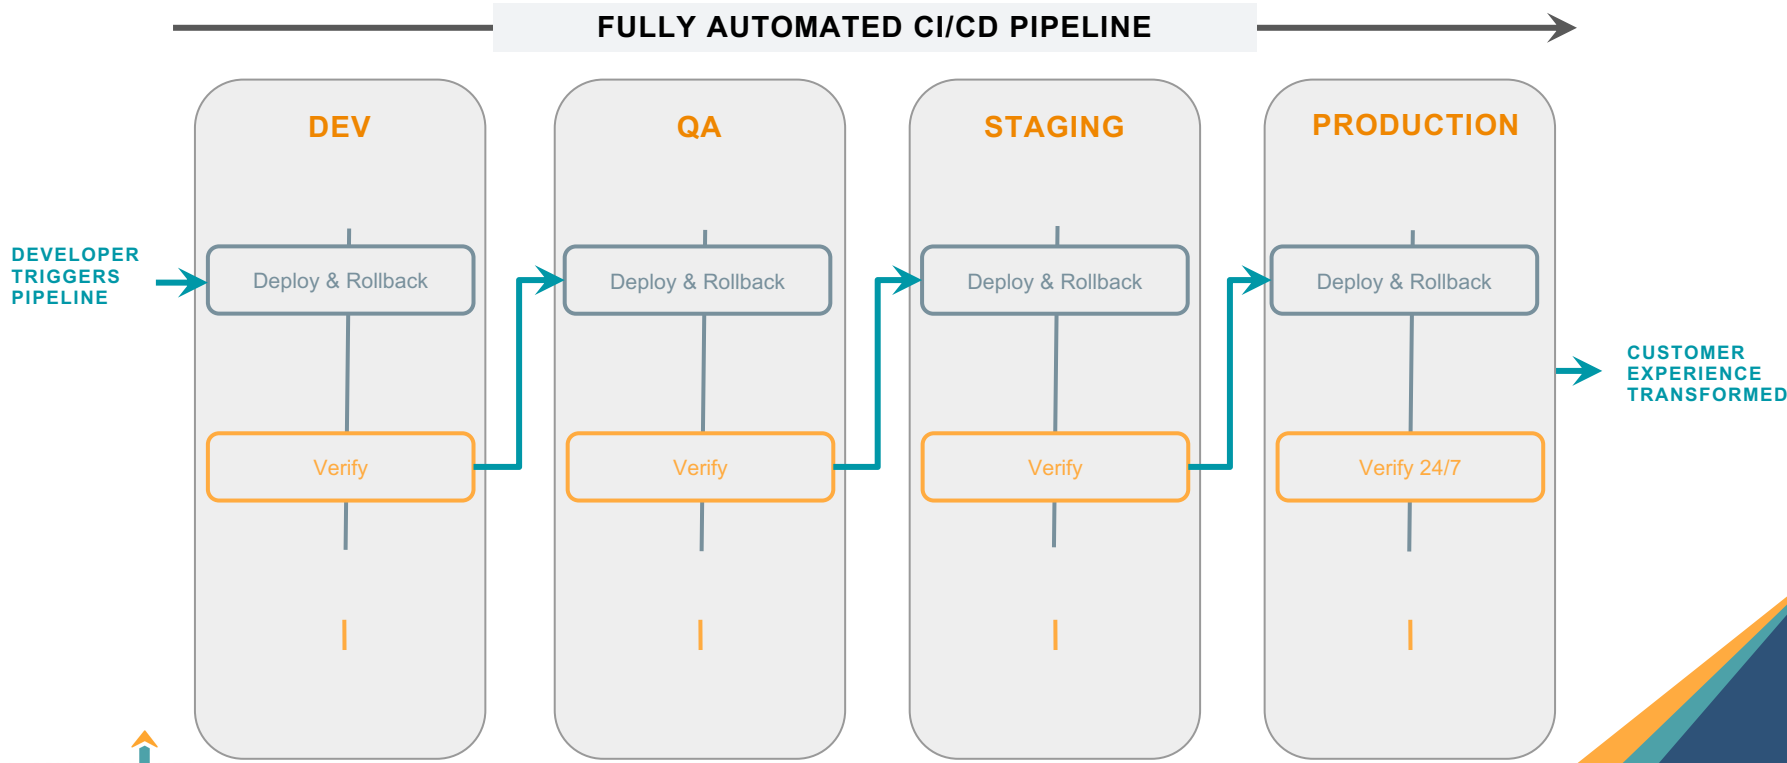 FULLY AUTOMATED CI/CD PIPELINE
DEV
QA
STAGING
PRODUCTION
DEVELOPER
TRIGGERS
PIPELINE
Deploy & Rollback
Deploy & Rollback
Deploy & Rollback
Deploy & Rollback
CUSTOMER
EXPERIENCE
TRANSFORMED
Verify
Verify
Verify
Verify 24/7